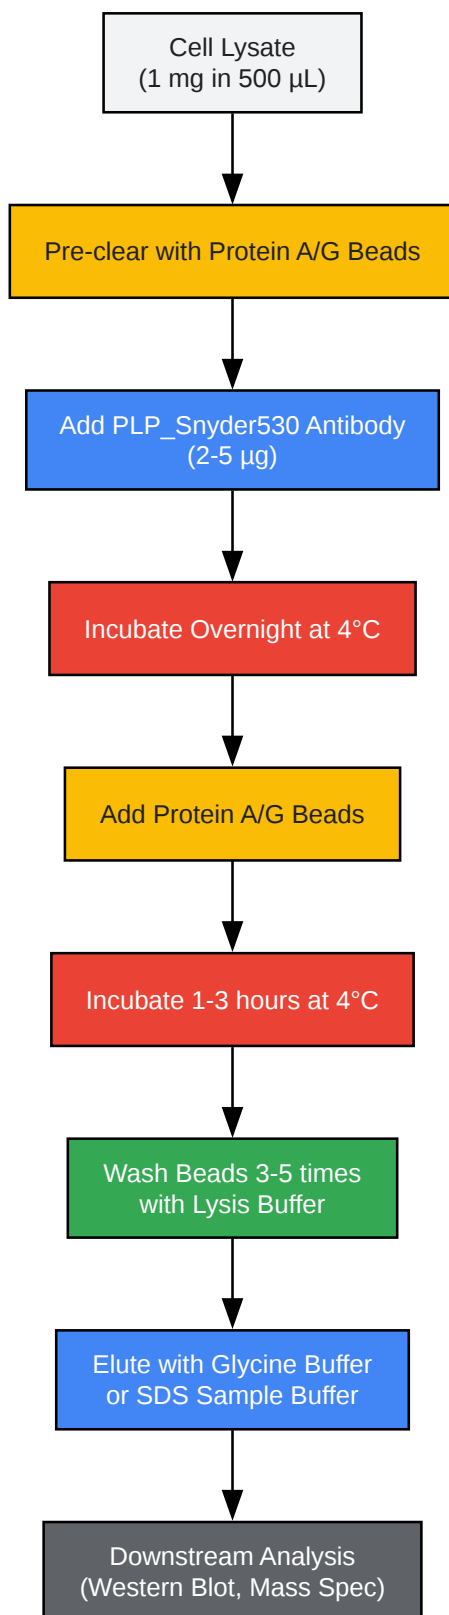 Cell Lysate
(1 mg in 500 µL)
Pre-clear with Protein A/G Beads
Add PLP_Snyder530 Antibody
(2-5 µg)
Incubate Overnight at 4°C
Add Protein A/G Beads
Incubate 1-3 hours at 4°C
Wash Beads 3-5 times
with Lysis Buffer
Elute with Glycine Buffer
or SDS Sample Buffer
Downstream Analysis
(Western Blot, Mass Spec)